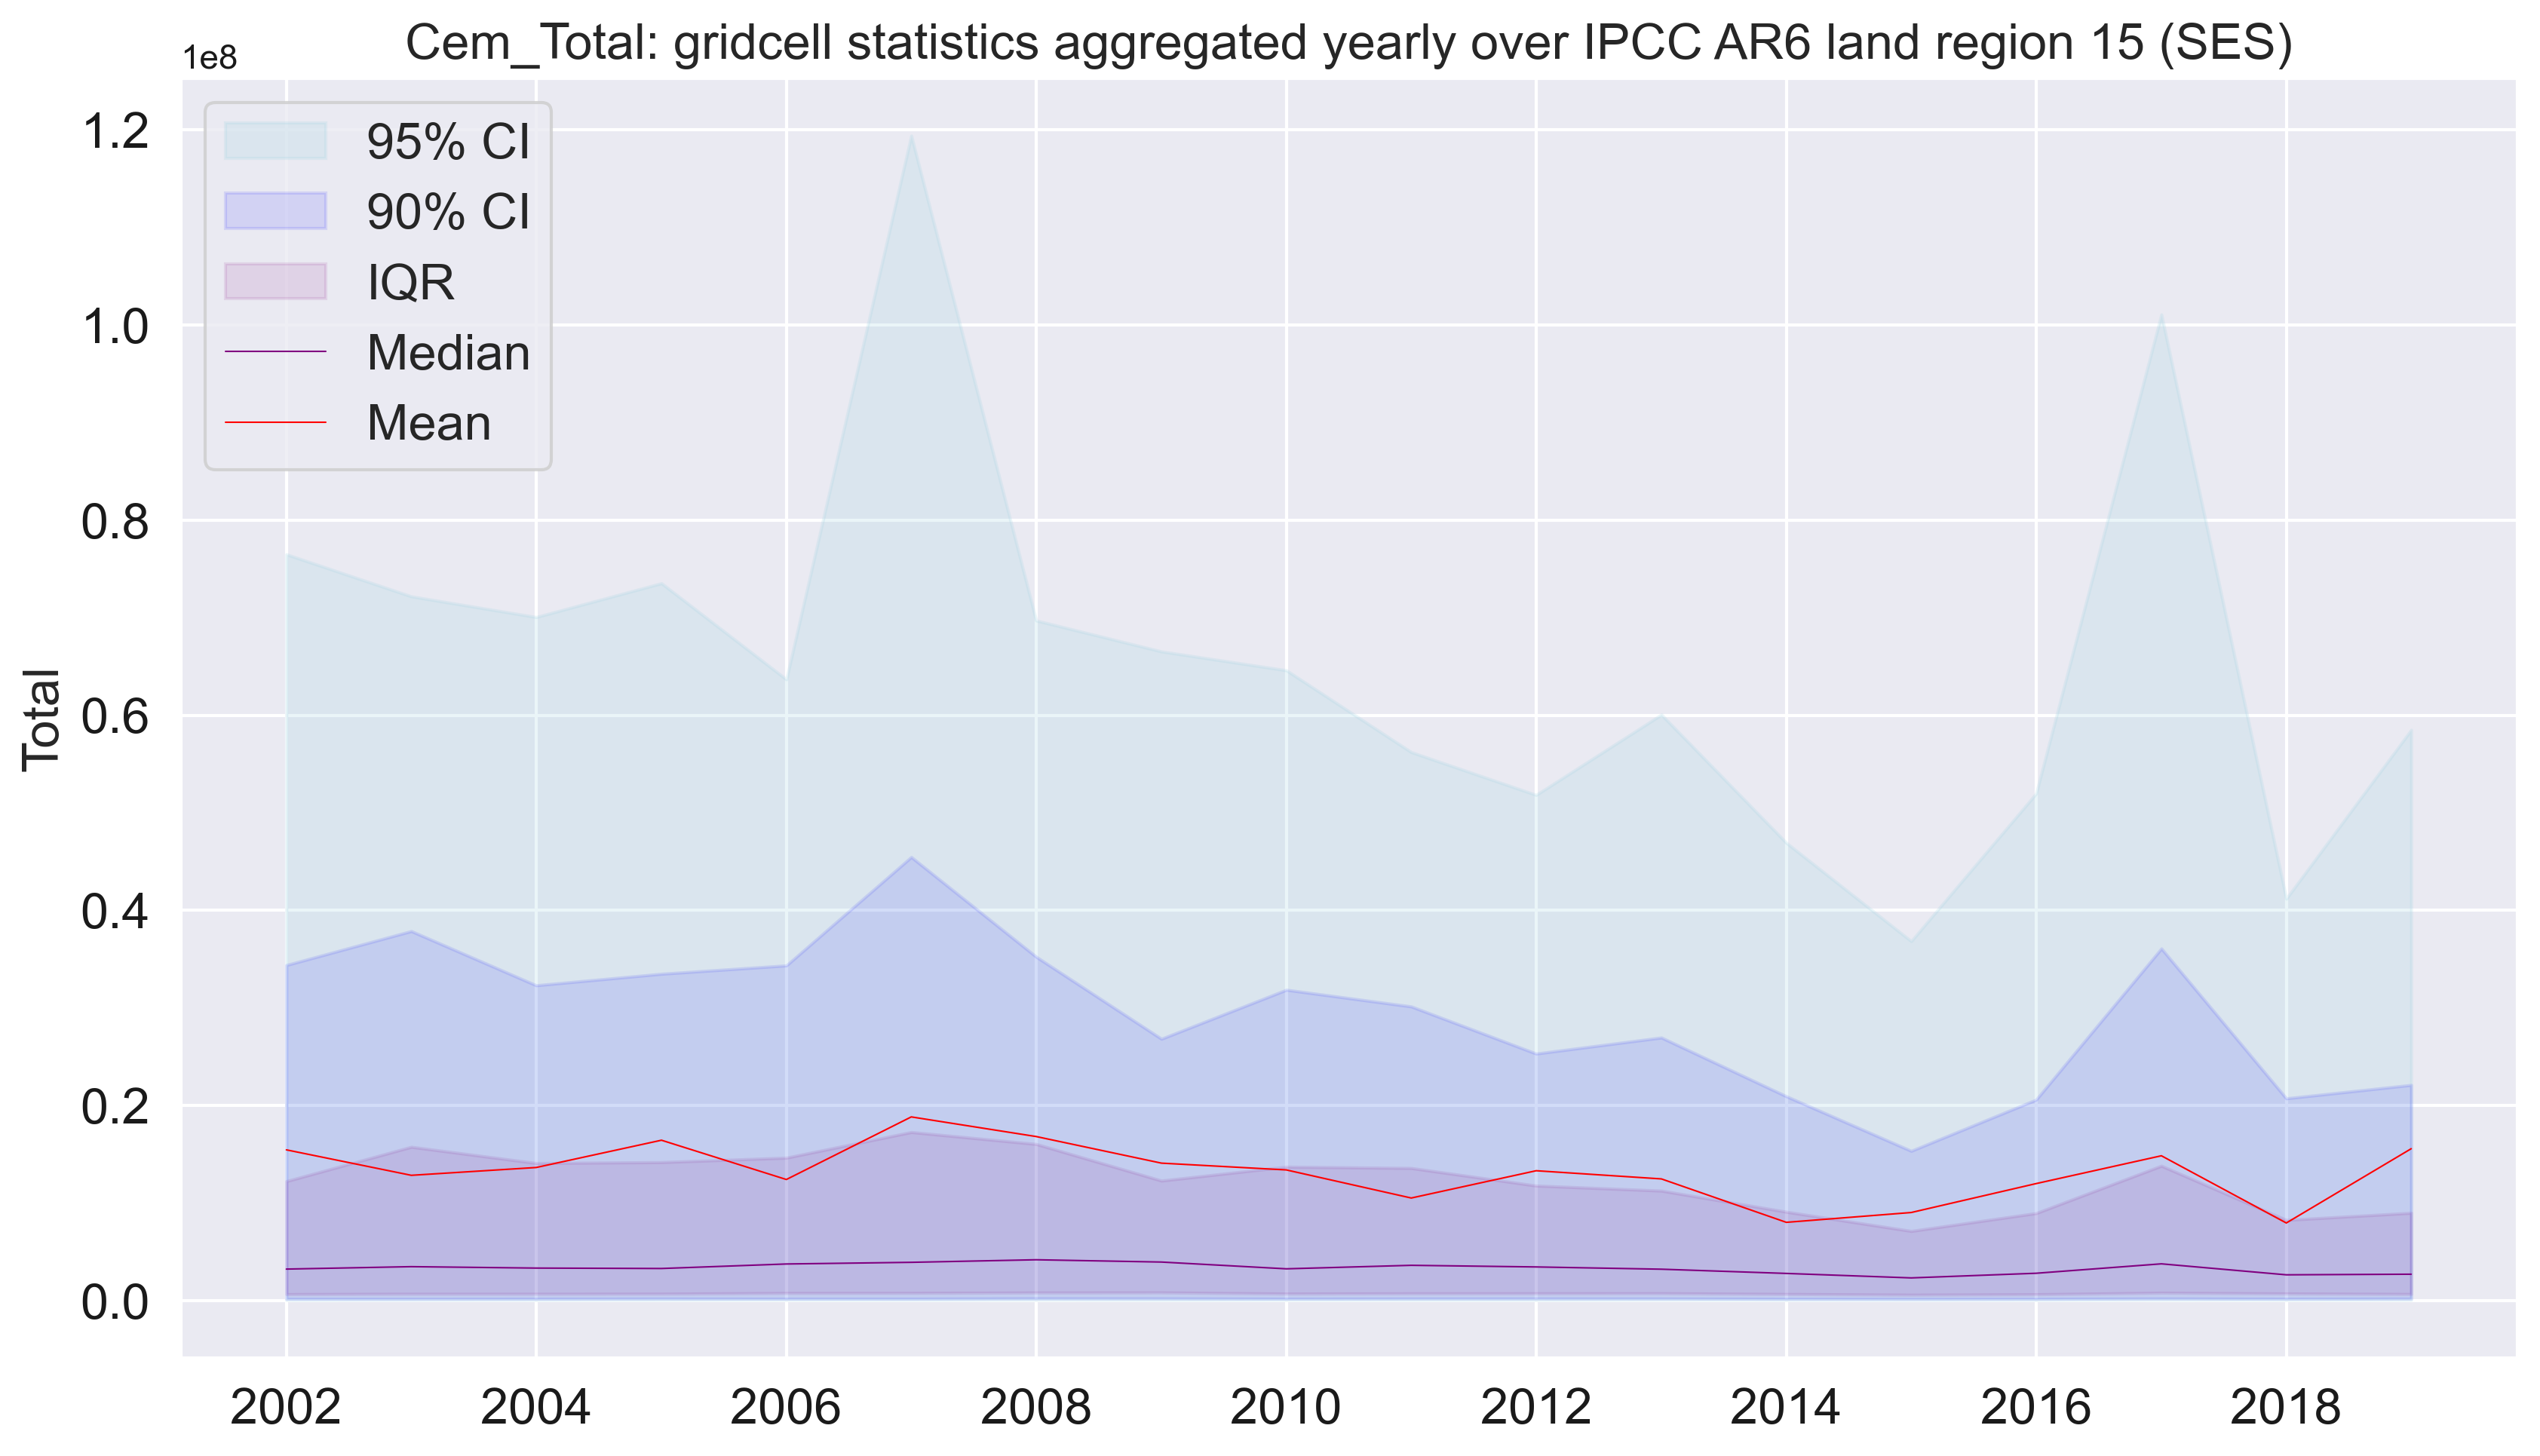 Cem_Total: gridcell statistics aggregated yearly over IPCC AR6 land region 15 (SES)
1e8
1.2
1.0
0.8
0.6
0.4
0.2
0.0
Total
95% CI
90% CI
IQR
Median
Mean
2002 2004 2006 2008 2010 2012 2014 2016 2018